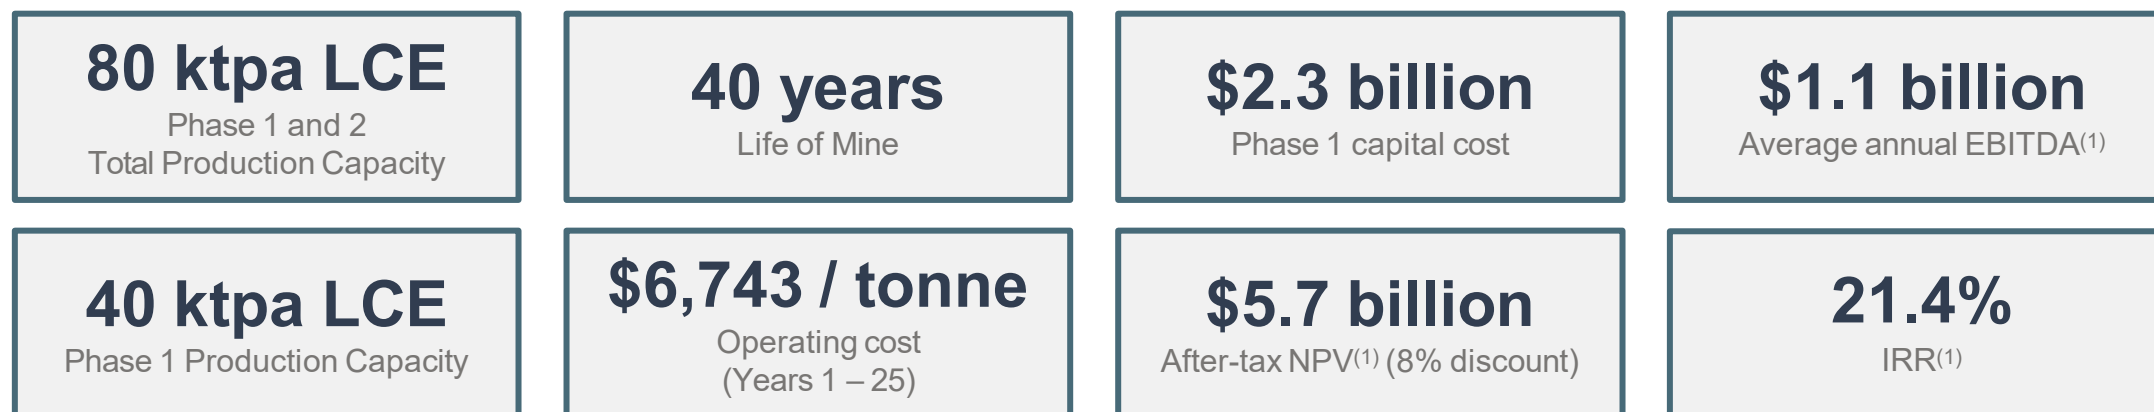 80 ktpa LCE
Phase 1 and 2
Total Production Capacity
40 years
Life of Mine
$2.3 billion
Phase 1 capital cost
$1.1 billion
Average annual EBITDA(1)
40 ktpa LCE
Phase 1 Production Capacity
$6,743 / tonne
Operating cost
(Years 1 – 25)
$5.7 billion
After-tax NPV(1) (8% discount)
21.4%
IRR(1)